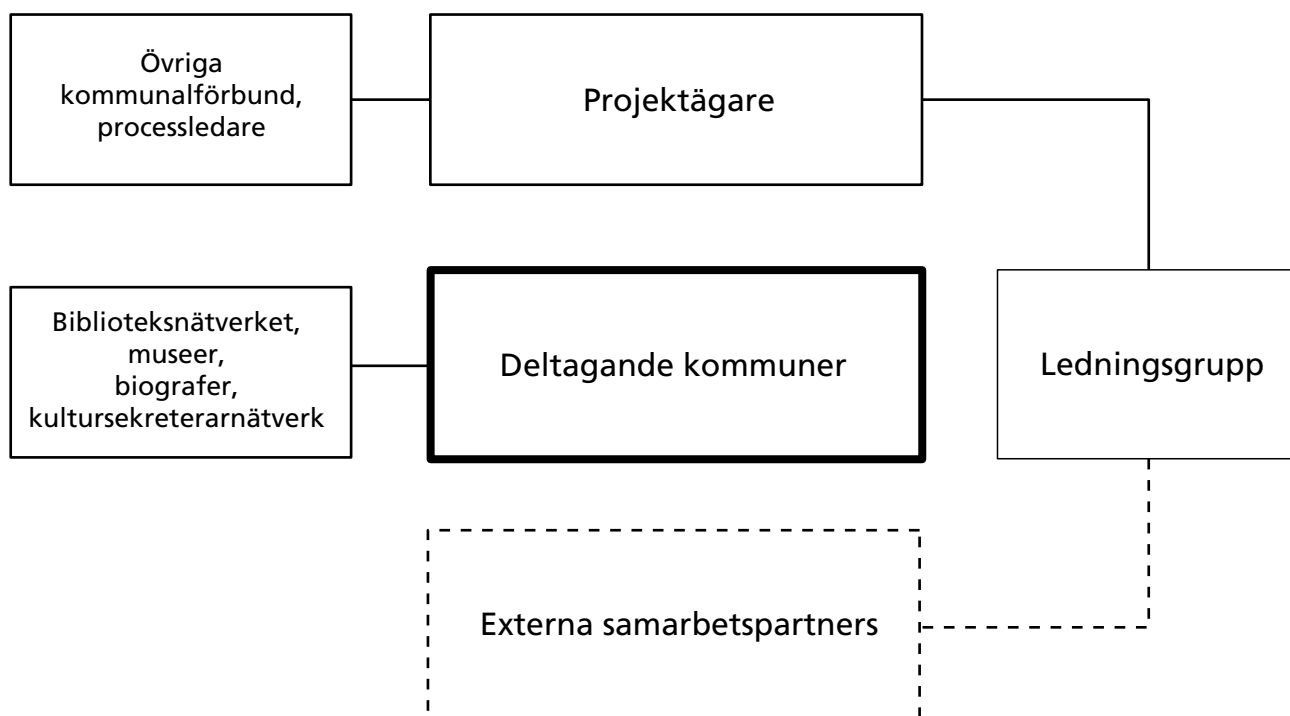 Övriga
kommunalförbund,
processledare
Projektägare
Biblioteksnätverket,
museer,
biografer,
kultursekreterarnätverk
Deltagande kommuner
Ledningsgrupp
Externa samarbetspartners